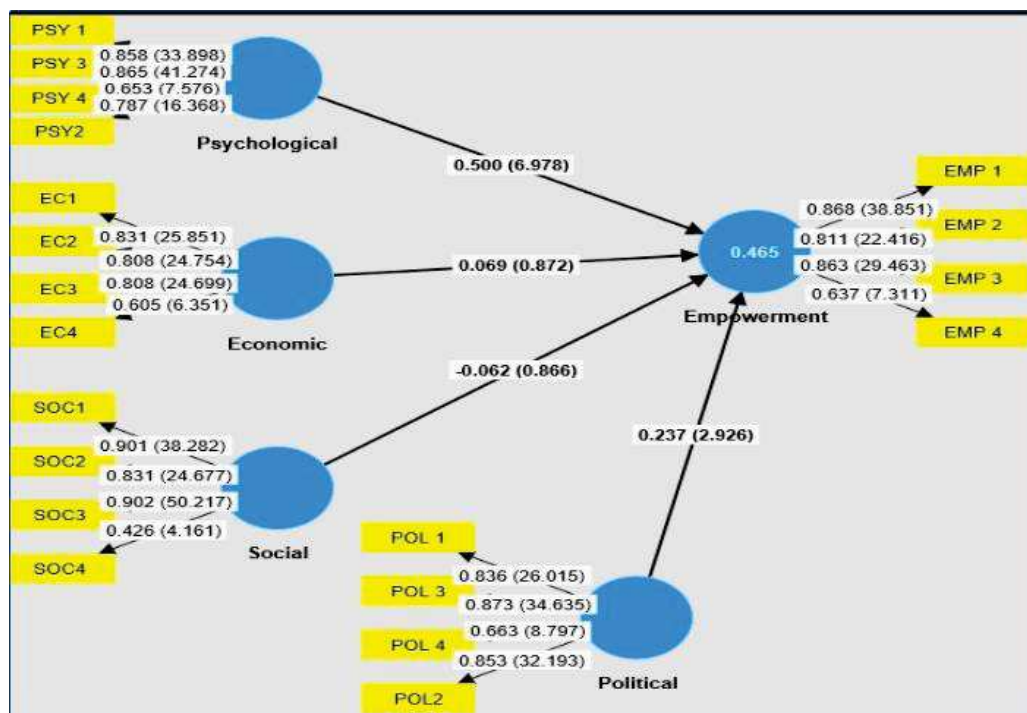 PSY 1
PSY 3
PSY 4
PSY2
0.858 (33.898)
0.865 (41.274)
0.653 (7.576)
0.787 (16.368)
Psychological
0.500 (6.978)
EC1
EC2
EC3
EC4
0.831 (25.851)
0.808 (24.754)
0.808 (24.699)
0.605 (6.351)
Economic
0.069 (0.872)
0.465
Empowerment
EMP 1
EMP 2
EMP 3
EMP 4
0.868 (38.851)
0.811 (22.416)
0.863 (29.463)
0.637 (7.311)
-0.062 (0.866)
SOC1
SOC2
SOC3
SOC4
0.901 (38.282)
0.831 (24.677)
0.902 (50.217)
0.426 (4.161)
Social
0.237 (2.926)
POL 1
POL 3
POL 4
POL2
0.836 (26.015)
0.873 (34.635)
0.663 (8.797)
0.853 (32.193)
Political